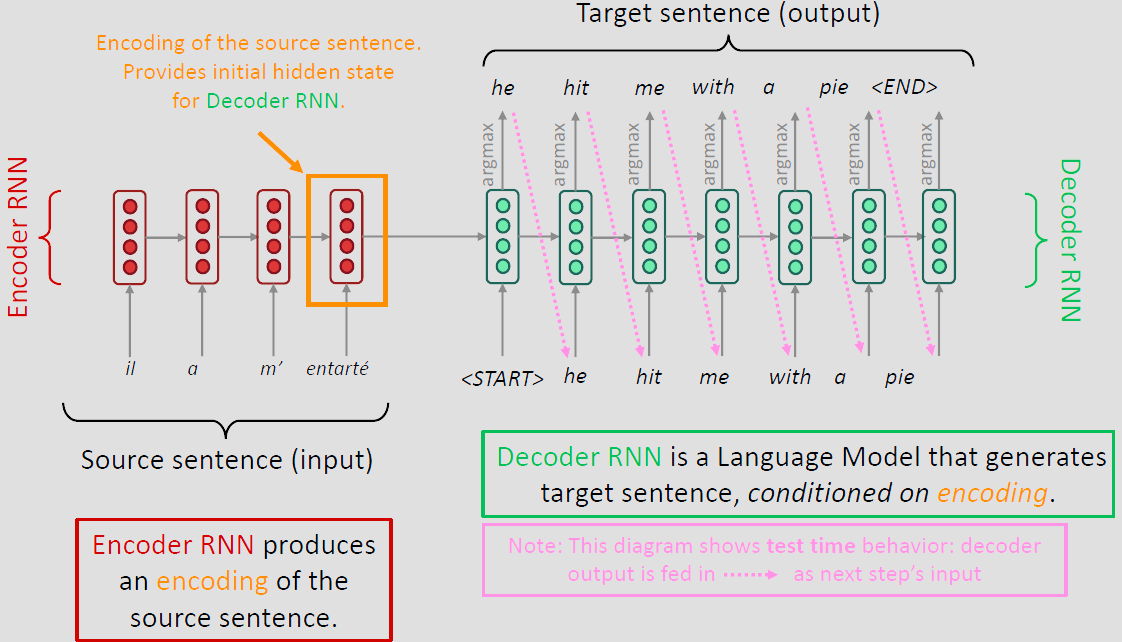 Target sentence (output)
Encoding of the source sentence.
Provides initial hidden state
for Decoder RNN.
he hit me with a pie <END>
argmax argmax argmax argmax argmax argmax argmax
Encoder RNN
Decoder RNN
il a m’ entarté
<START> he hit me with a pie
Source sentence (input)
Decoder RNN is a Language Model that generates
target sentence, conditioned on encoding.
Encoder RNN produces
an encoding of the
source sentence.
Note: This diagram shows test time behavior: decoder
output is fed in as next step’s input